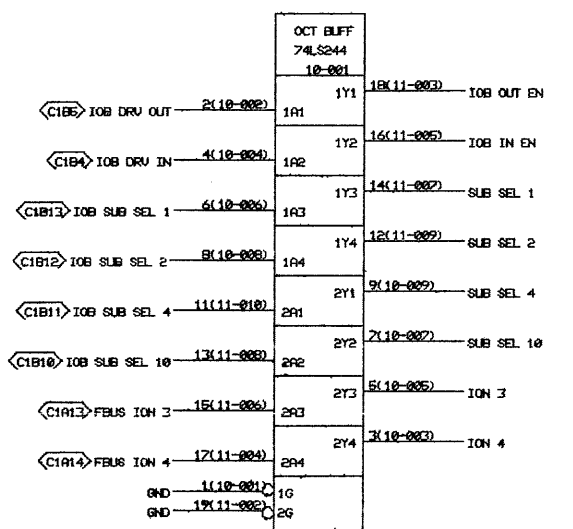 OCT BUFF
74LS244
10-001
1Y1 18(11-003) IOB OUT EN
C1B5 IOB DRV OUT 2(10-002) 1A1
1Y2 16(11-005) IOB IN EN
C1B4 IOB DRV IN 4(10-004) 1A2
1Y3 14(11-007) SUB SEL 1
C1B13 IOB SUB SEL 1 6(10-006) 1A3
1Y4 12(11-009) SUB SEL 2
C1B12 IOB SUB SEL 2 8(10-008) 1A4
2Y1 9(10-009) SUB SEL 4
C1B11 IOB SUB SEL 4 11(11-010) 2A1
2Y2 7(10-007) SUB SEL 10
C1B10 IOB SUB SEL 10 13(11-008) 2A2
2Y3 5(10-005) ION 3
C1A13 FBUS ION 3 15(11-006) 2A3
2Y4 3(10-003) ION 4
C1A14 FBUS ION 4 17(11-004) 2A4
GND 1(10-001) 1G
GND 19(11-002) 2G